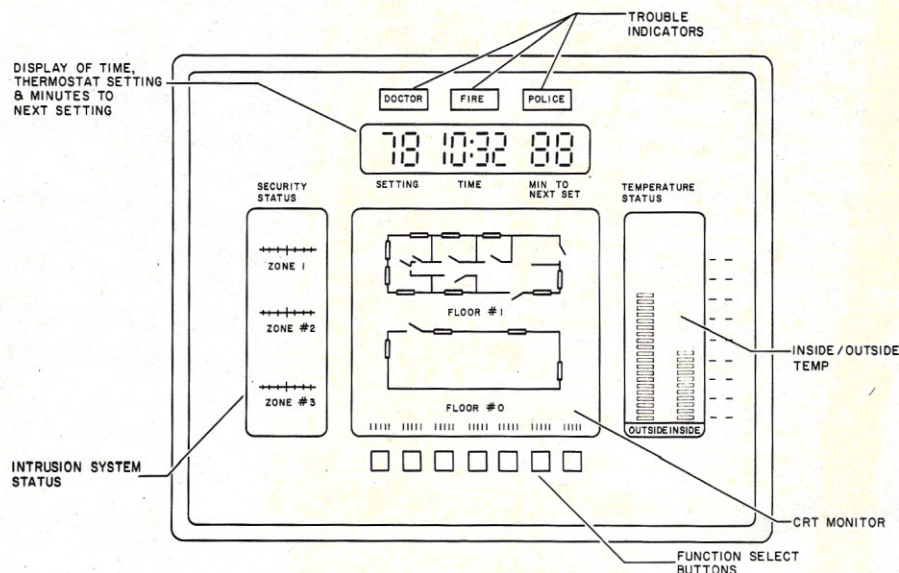 TROUBLE
INDICATORS
DISPLAY OF TIME,
THERMOSTAT SETTING
& MINUTES TO
NEXT SETTING
DOCTOR
FIRE
POLICE
78 10:32 88
SETTING
TIME
MIN TO
NEXT SET
SECURITY
STATUS
TEMPERATURE
STATUS
ZONE 1
ZONE #2
ZONE #3
FLOOR #1
FLOOR #0
OUTSIDE INSIDE
INSIDE/OUTSIDE
TEMP
INTRUSION SYSTEM
STATUS
CRT MONITOR
FUNCTION SELECT
BUTTONS